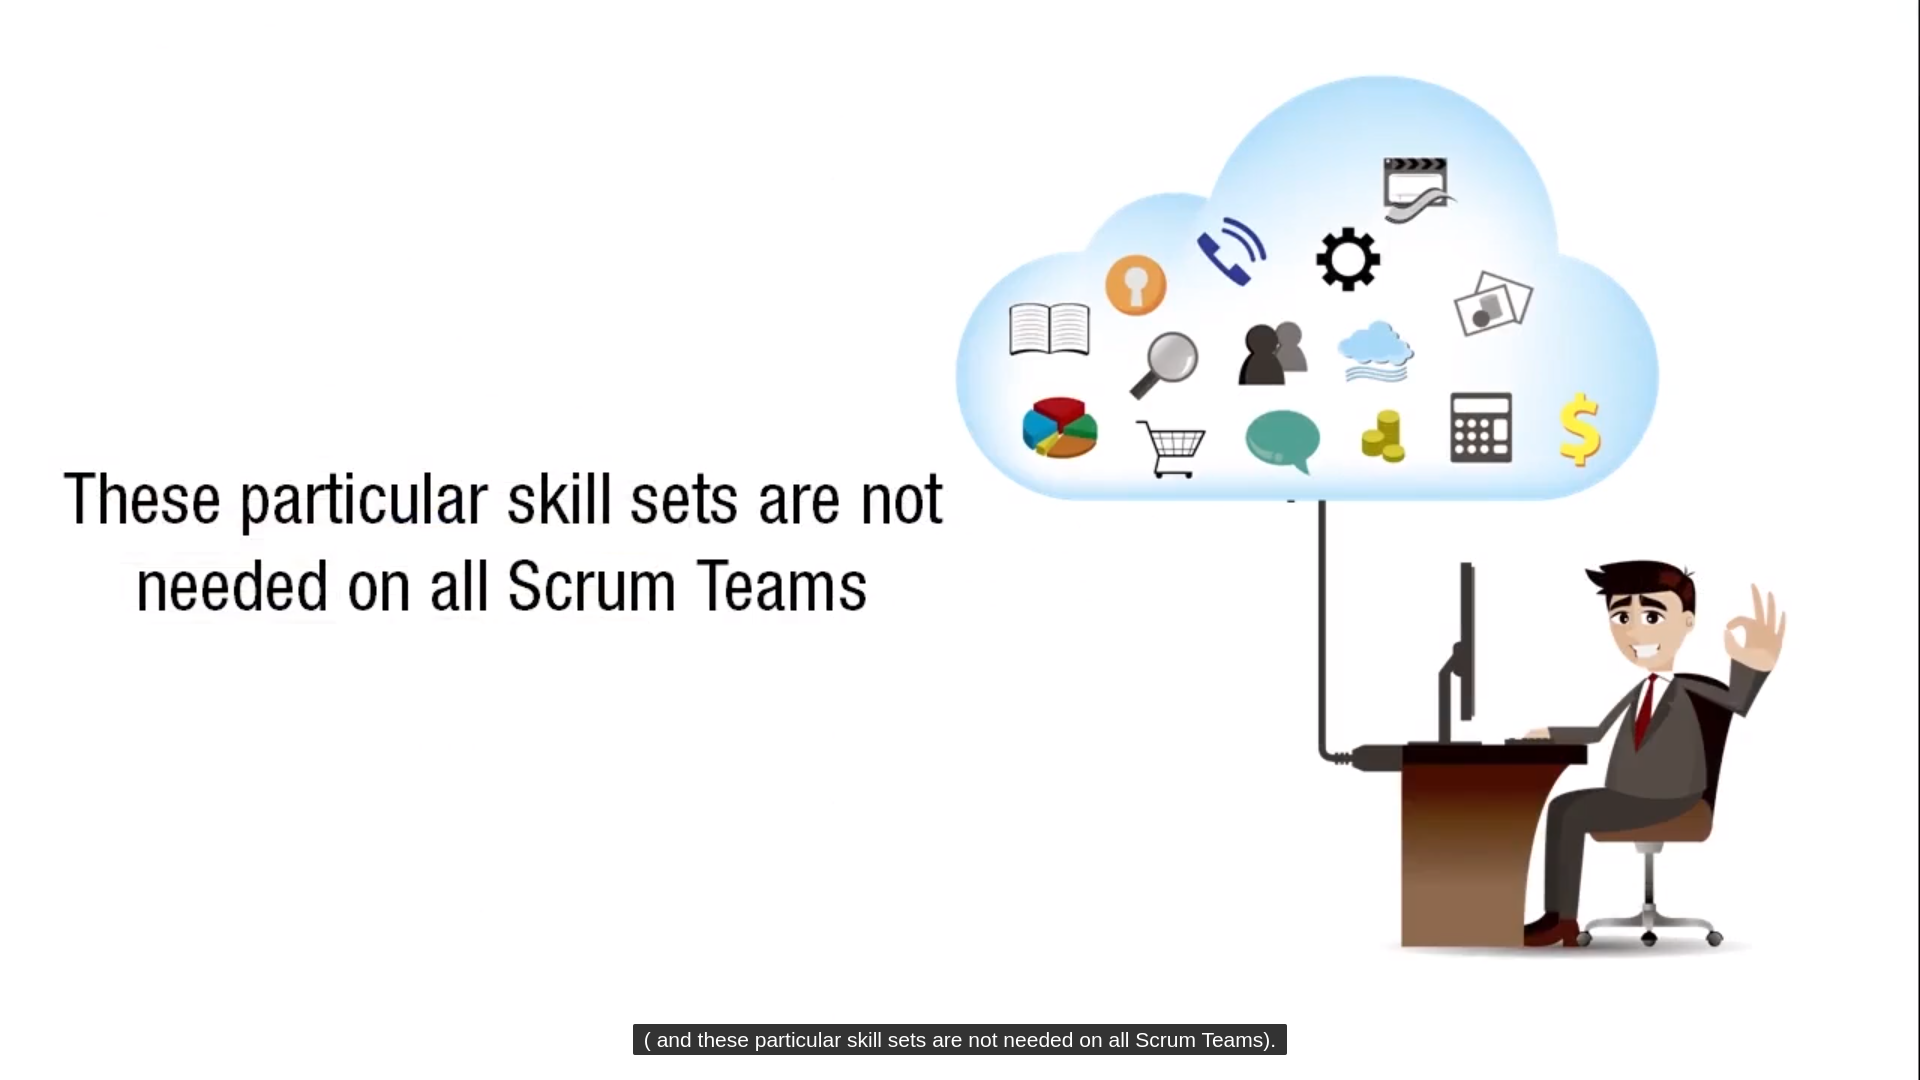 These particular skill sets are not
needed on all Scrum Teams
( and these particular skill sets are not needed on all Scrum Teams).